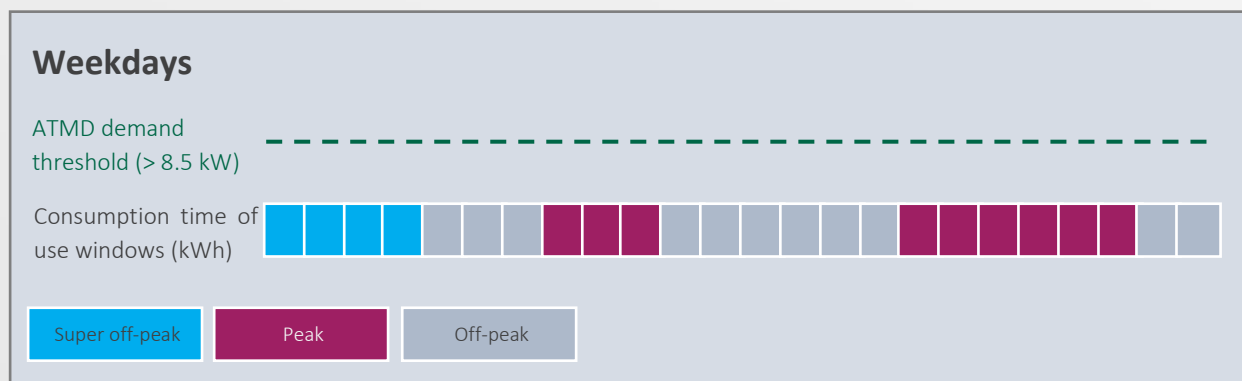 Weekdays
ATMD demand
threshold (> 8.5 kW)
Consumption time of
use windows (kWh)
Super off-peak
Peak
Off-peak